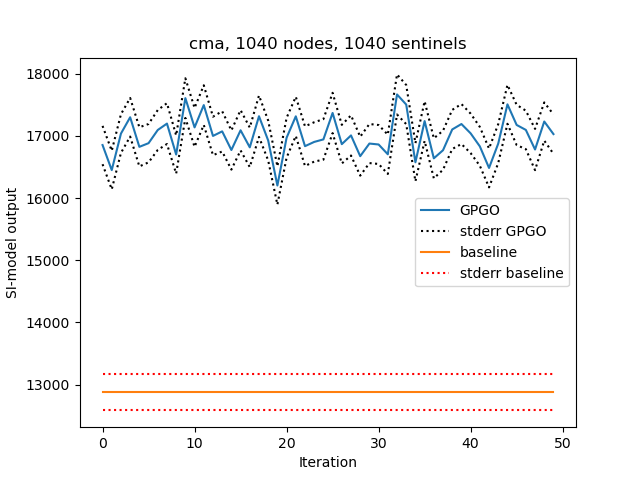 cma, 1040 nodes, 1040 sentinels
18000
17000
16000
15000
14000
13000
SI-model output
GPGO
stderr GPGO
baseline
stderr baseline
0 10 20 30 40 50
Iteration